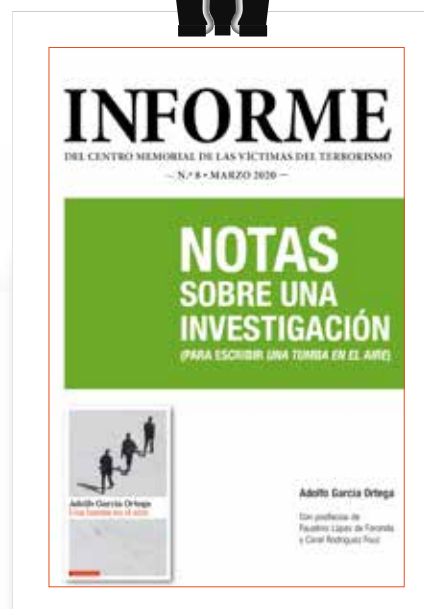 INFORME
DEL CENTRO MEMORIAL DE LAS VÍCTIMAS DEL TERRORISMO
N.º 8 • MARZO 2020
NOTAS
SOBRE UNA
INVESTIGACIÓN
(PARA ESCRIBIR UNA TUMBA EN EL AIRE)
Adolfo García Ortega
Una tumba en el aire
Adolfo García Ortega
Con prefacios de
Faustino López de Foronda
y Coral Rodríguez Fouz